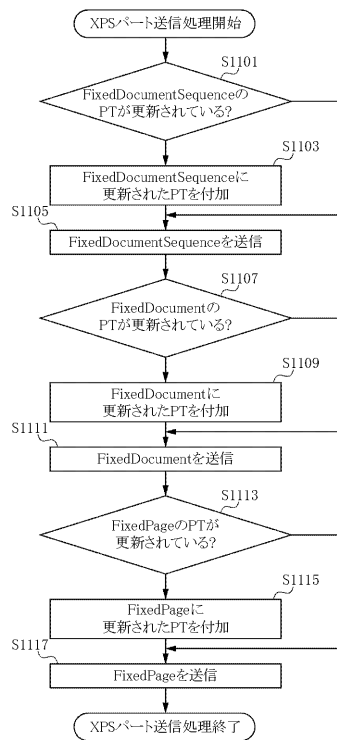 XPSパート送信処理開始
S1101
FixedDocumentSequenceの
PTが更新されている?
S1103
FixedDocumentSequenceに
更新されたPTを付加
S1105
FixedDocumentSequenceを送信
S1107
FixedDocumentの
PTが更新されている?
S1109
FixedDocumentに
更新されたPTを付加
S1111
FixedDocumentを送信
S1113
FixedPageのPTが
更新されている?
S1115
FixedPageに
更新されたPTを付加
S1117
FixedPageを送信
XPSパート送信処理終了